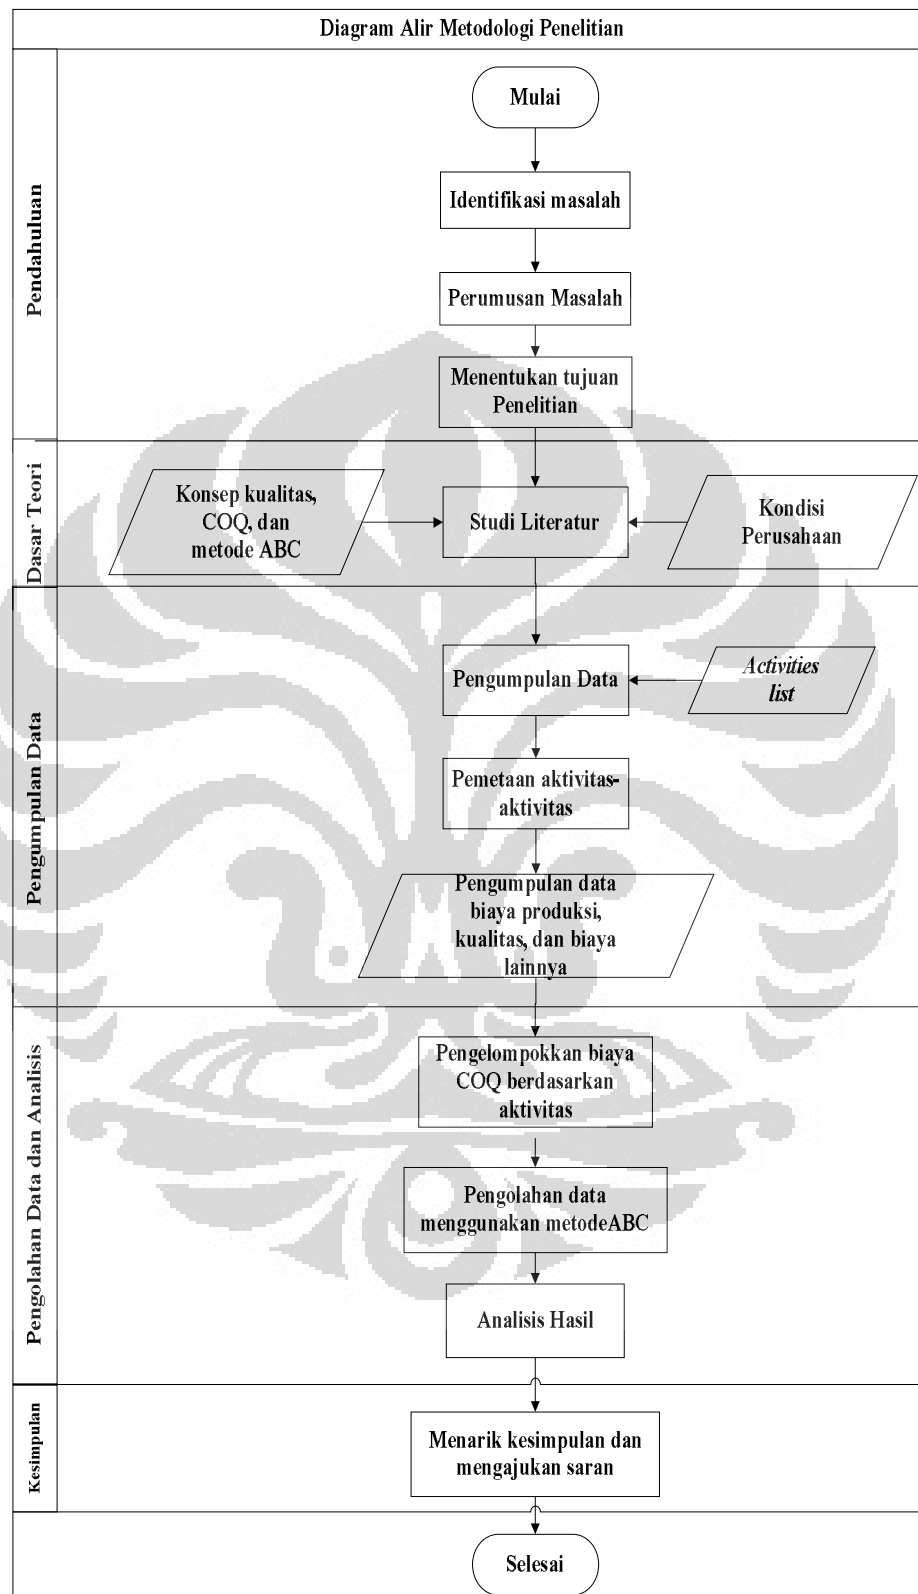 Diagram Alir Metodologi Penelitian
Pendahuluan
Mulai
Identifikasi masalah
Perumusan Masalah
Menentukan tujuan
Penelitian
Dasar Teori
Konsep kualitas,
COQ, dan
metode ABC
Studi Literatur
Kondisi
Perusahaan
Pengumpulan Data
Pengumpulan Data
Activities
list
Pemetaan aktivitas-
aktivitas
Pengumpulan data
biaya produksi,
kualitas, dan biaya
lainnya
Pengolahan Data dan Analisis
Pengelompokkan biaya
COQ berdasarkan
aktivitas
Pengolahan data
menggunakan metodeABC
Analisis Hasil
Kesimpulan
Menarik kesimpulan dan
mengajukan saran
Selesai